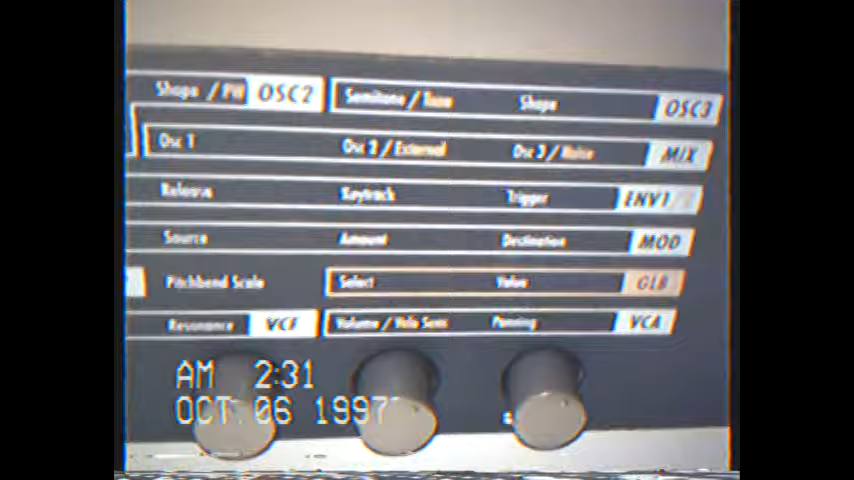 Shape / PW OSC2 Semitone / Tune Shape OSC3
Osc 1 Osc 2 / External Osc 3 / Noise MIX
Release Keytrack Trigger ENV1/2
Source Amount Destination MOD
Pitchbend Scale Select Value GLB
Resonance VCF Volume / Velo Sens Panning VCA
AM 2:31
OCT.06 1997